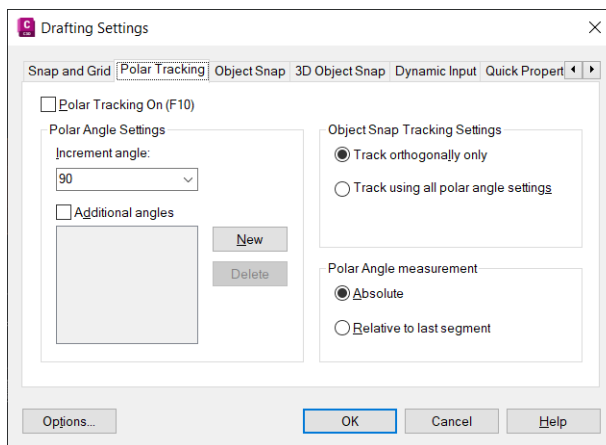 Drafting Settings
Snap and Grid Polar Tracking Object Snap 3D Object Snap Dynamic Input Quick Propert
Polar Tracking On (F10)
Polar Angle Settings
Increment angle:
90
Additional angles
New
Delete
Object Snap Tracking Settings
Track orthogonally only
Track using all polar angle settings
Polar Angle measurement
Absolute
Relative to last segment
Options...
OK
Cancel
Help